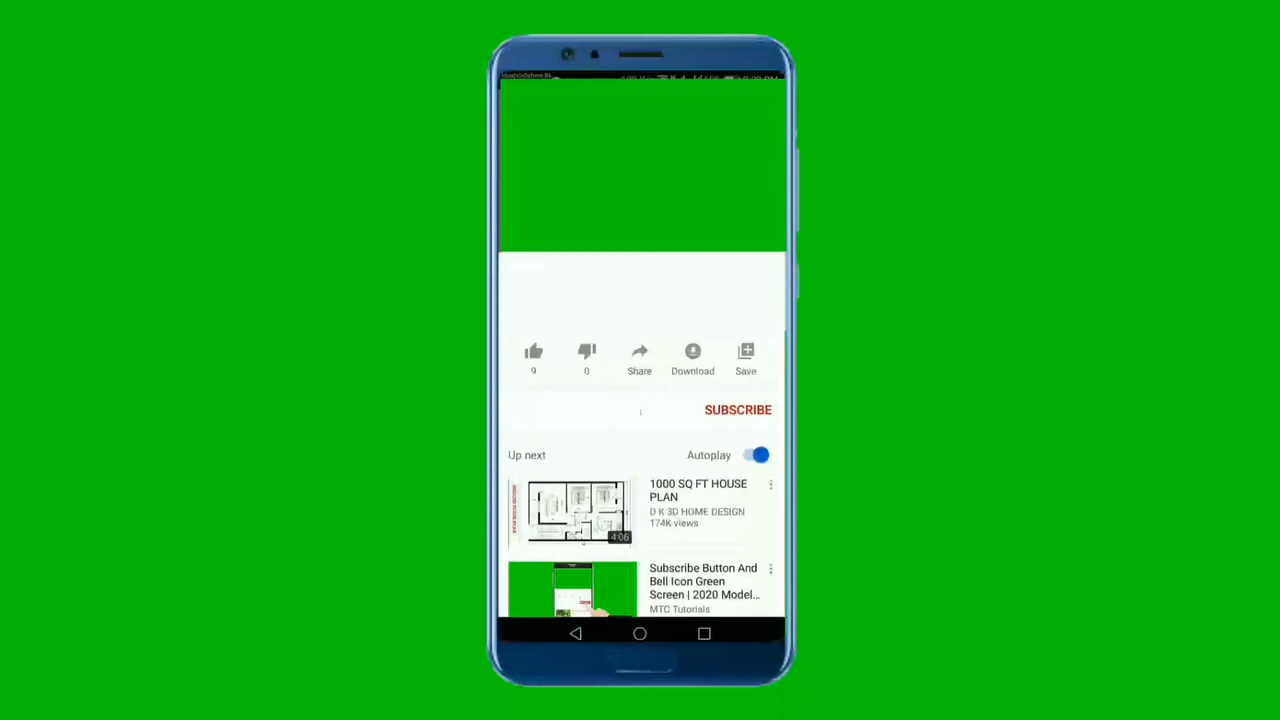 9
0
Share
Download
Save
SUBSCRIBE
Up next
Autoplay
1000 SQ FT HOUSE
PLAN
D K 3D HOME DESIGN
174K views
4:06
Subscribe Button And
Bell Icon Green
Screen | 2020 Model...
MTC Tutorials